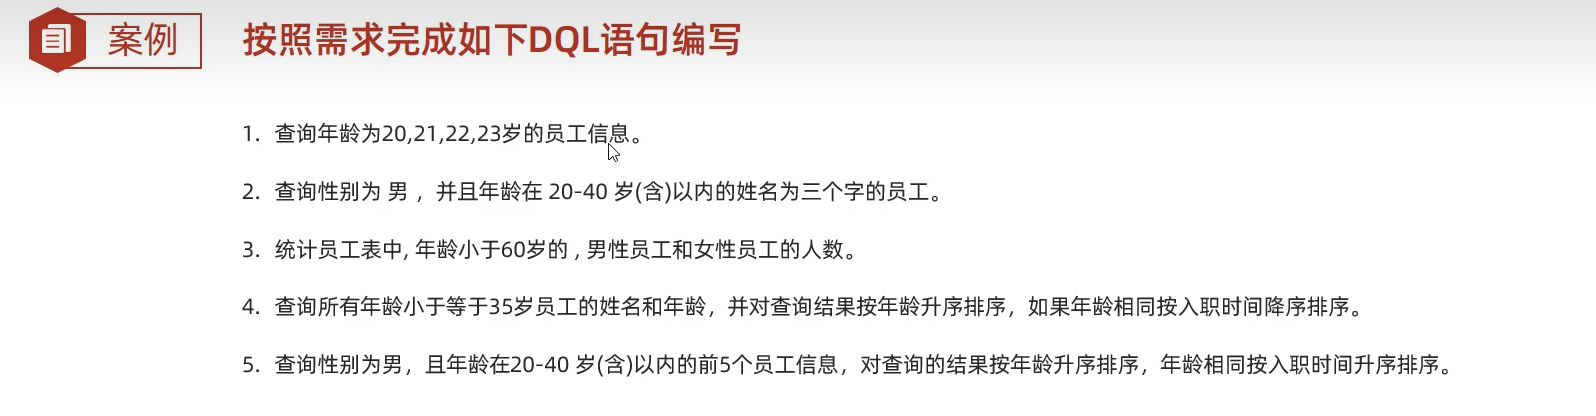 案例
按照需求完成如下DQL语句编写
1. 查询年龄为20,21,22,23岁的员工信息。
2. 查询性别为 男 ，并且年龄在 20-40 岁(含)以内的姓名为三个字的员工。
3. 统计员工表中, 年龄小于60岁的 , 男性员工和女性员工的人数。
4. 查询所有年龄小于等于35岁员工的姓名和年龄，并对查询结果按年龄升序排序，如果年龄相同按入职时间降序排序。
5. 查询性别为男，且年龄在20-40 岁(含)以内的前5个员工信息，对查询的结果按年龄升序排序，年龄相同按入职时间升序排序。